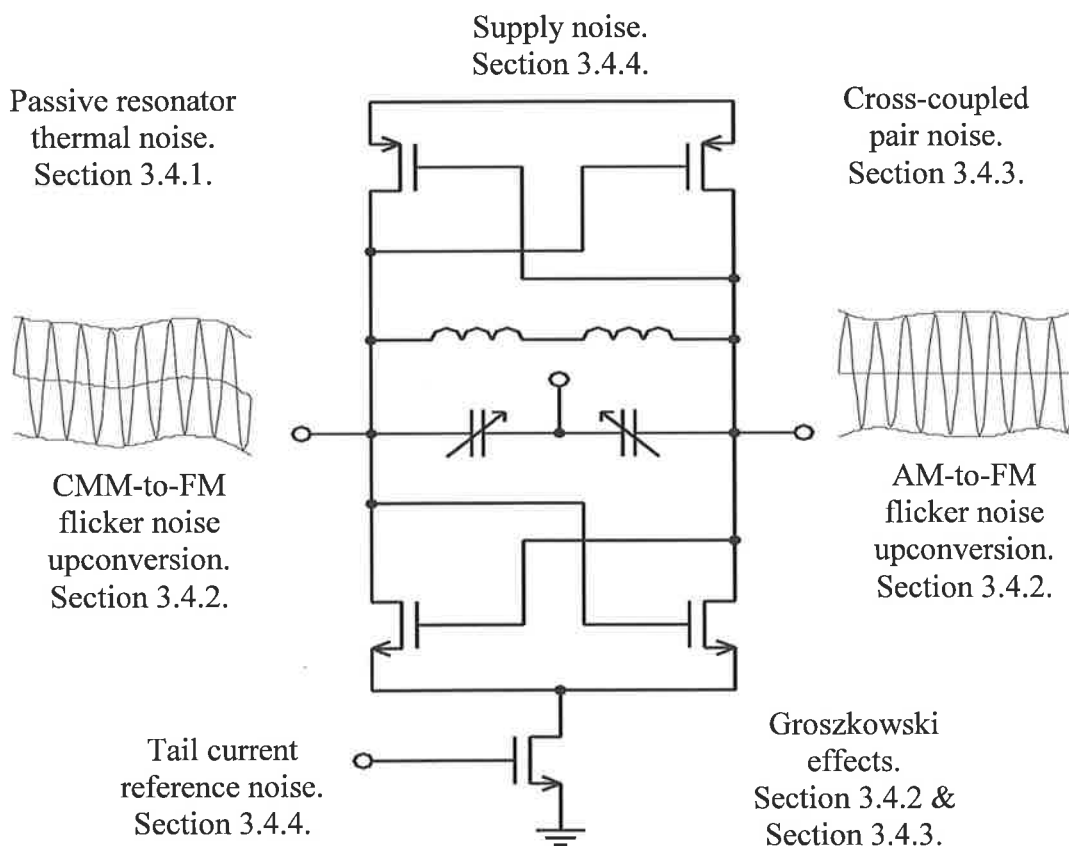 Supply noise.
Section 3.4.4.
Passive resonator
thermal noise.
Section 3.4.1.
Cross-coupled
pair noise.
Section 3.4.3.
CMM-to-FM
flicker noise
upconversion.
Section 3.4.2.
AM-to-FM
flicker noise
upconversion.
Section 3.4.2.
Tail current
reference noise.
Section 3.4.4.
Groszkowski
effects.
Section 3.4.2 &
Section 3.4.3.